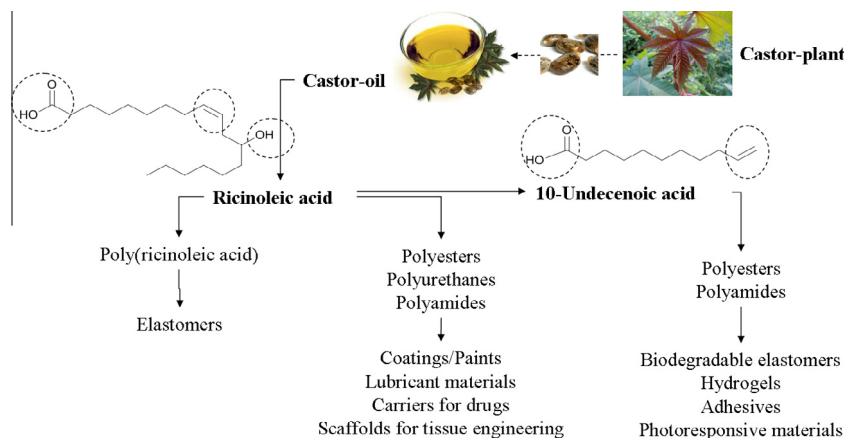 Castor-plant
Castor-oil
O
HO
OH
O
HO
Ricinoleic acid
10-Undecenoic acid
Poly(ricinoleic acid)
Elastomers
Polyesters
Polyurethanes
Polyamides
Coatings/Paints
Lubricant materials
Carriers for drugs
Scaffolds for tissue engineering
Polyesters
Polyamides
Biodegradable elastomers
Hydrogels
Adhesives
Photoresponsive materials